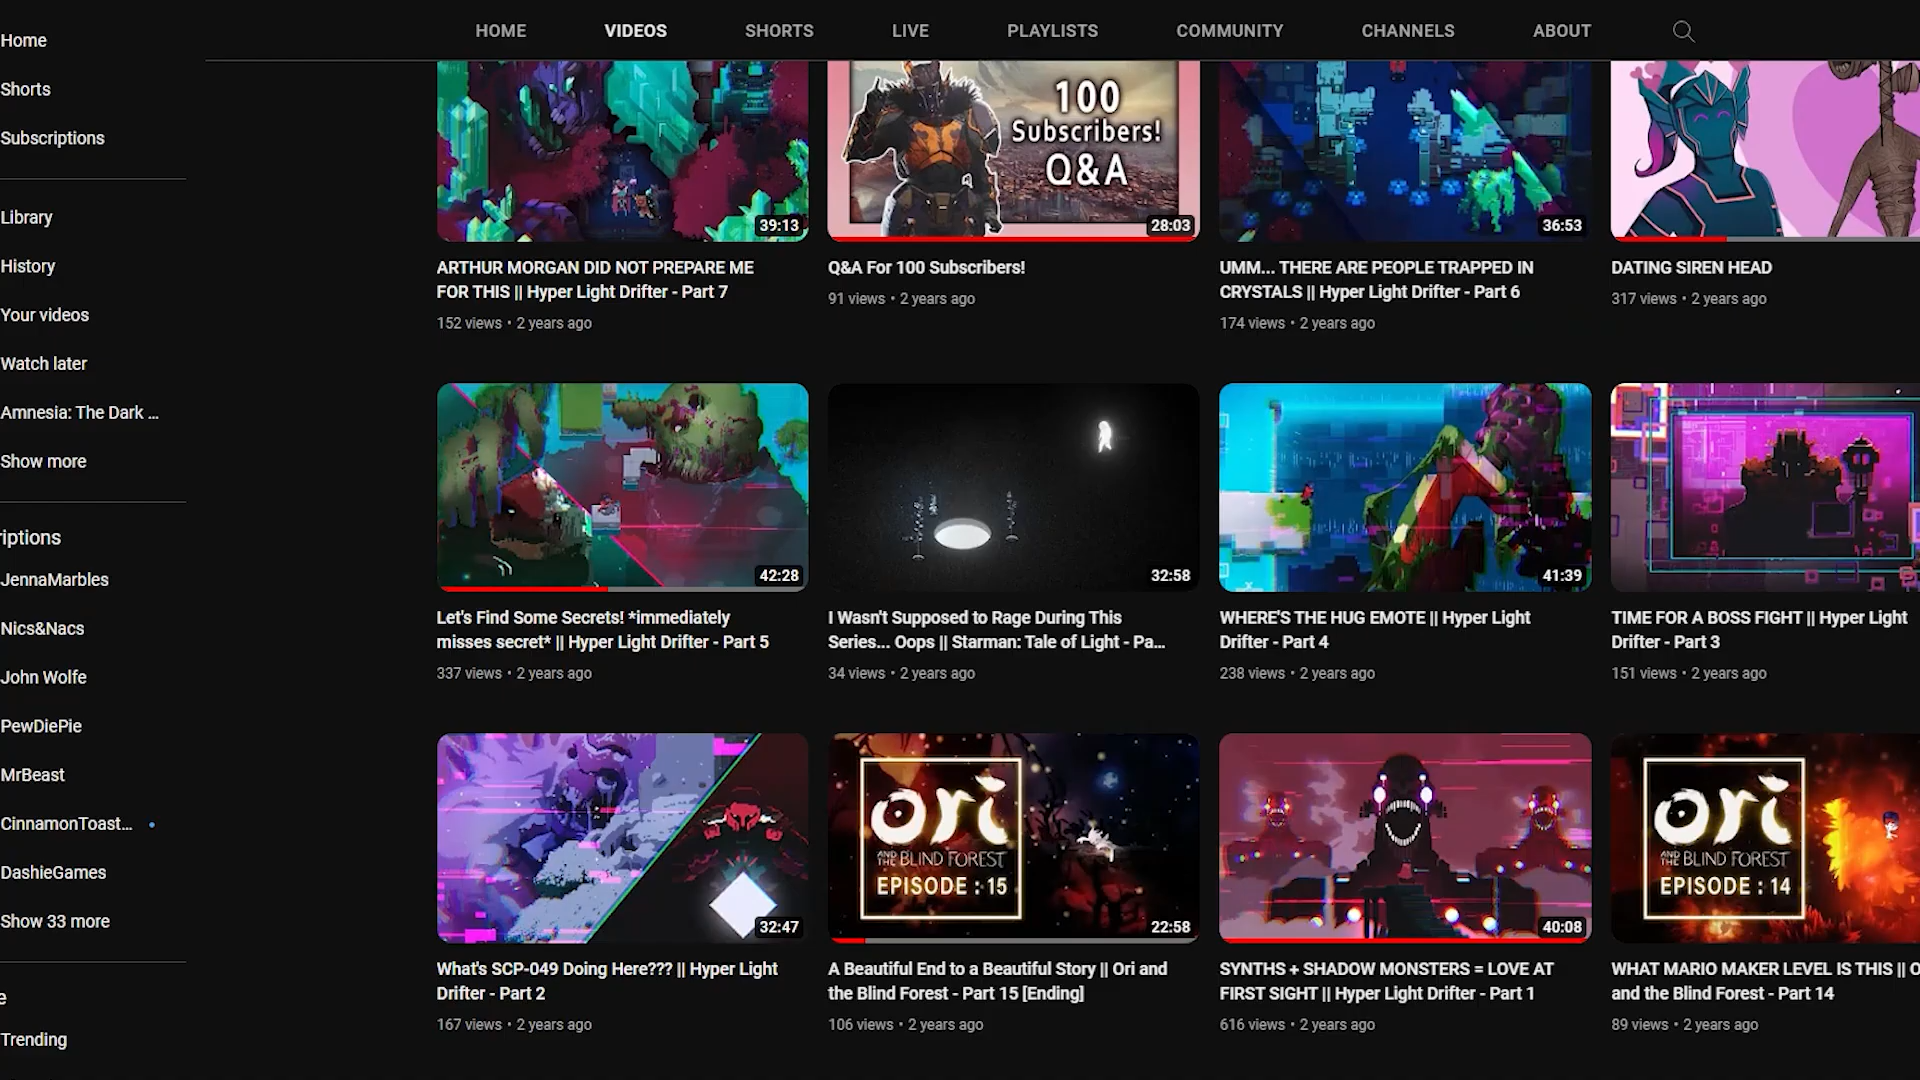 HOME
VIDEOS
SHORTS
LIVE
PLAYLISTS
COMMUNITY
CHANNELS
ABOUT
Home
Shorts
Subscriptions
Library
History
Your videos
Watch later
Amnesia: The Dark ...
Show more
riptions
JennaMarbles
Nics&Nacs
John Wolfe
PewDiePie
MrBeast
CinnamonToast...
DashieGames
Show 33 more
e
Trending
39:13
ARTHUR MORGAN DID NOT PREPARE ME
FOR THIS || Hyper Light Drifter - Part 7
152 views • 2 years ago
100
Subscribers!
Q&A
28:03
Q&A For 100 Subscribers!
91 views • 2 years ago
36:53
UMM... THERE ARE PEOPLE TRAPPED IN
CRYSTALS || Hyper Light Drifter - Part 6
174 views • 2 years ago
DATING SIREN HEAD
317 views • 2 years ago
42:28
Let's Find Some Secrets! *immediately
misses secret* || Hyper Light Drifter - Part 5
337 views • 2 years ago
32:58
I Wasn't Supposed to Rage During This
Series... Oops || Starman: Tale of Light - Pa...
34 views • 2 years ago
41:39
WHERE'S THE HUG EMOTE || Hyper Light
Drifter - Part 4
238 views • 2 years ago
TIME FOR A BOSS FIGHT || Hyper Light
Drifter - Part 3
151 views • 2 years ago
32:47
What's SCP-049 Doing Here??? || Hyper Light
Drifter - Part 2
167 views • 2 years ago
ori
AND THE BLIND FOREST
EPISODE : 15
22:58
A Beautiful End to a Beautiful Story || Ori and
the Blind Forest - Part 15 [Ending]
106 views • 2 years ago
40:08
SYNTHS + SHADOW MONSTERS = LOVE AT
FIRST SIGHT || Hyper Light Drifter - Part 1
616 views • 2 years ago
ori
AND THE BLIND FOREST
EPISODE : 14
WHAT MARIO MAKER LEVEL IS THIS || O
and the Blind Forest - Part 14
89 views • 2 years ago